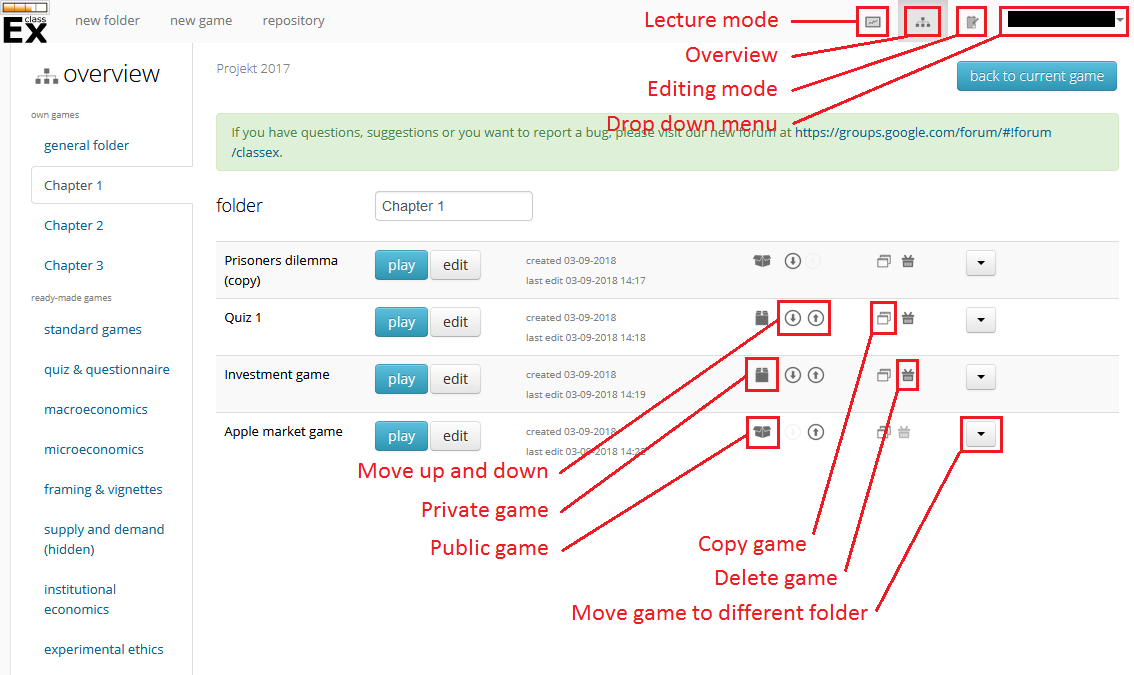 class
Ex
new folder
new game
repository
Lecture mode
Overview
Editing mode
Drop down menu
overview
Projekt 2017
back to current game
own games
general folder
Chapter 1
Chapter 2
Chapter 3
ready-made games
standard games
quiz & questionnaire
macroeconomics
microeconomics
framing & vignettes
supply and demand
(hidden)
institutional
economics
experimental ethics
If you have questions, suggestions or you want to report a bug, please visit our new forum at https://groups.google.com/forum/#!forum
/classex.
folder
Chapter 1
Prisoners dilemma
(copy)
play
edit
created 03-09-2018
last edit 03-09-2018 14:17
Quiz 1
play
edit
created 03-09-2018
last edit 03-09-2018 14:18
Investment game
play
edit
created 03-09-2018
last edit 03-09-2018 14:19
Apple market game
play
edit
created 03-09-2018
last edit 03-09-2018
Move up and down
Private game
Public game
Copy game
Delete game
Move game to different folder